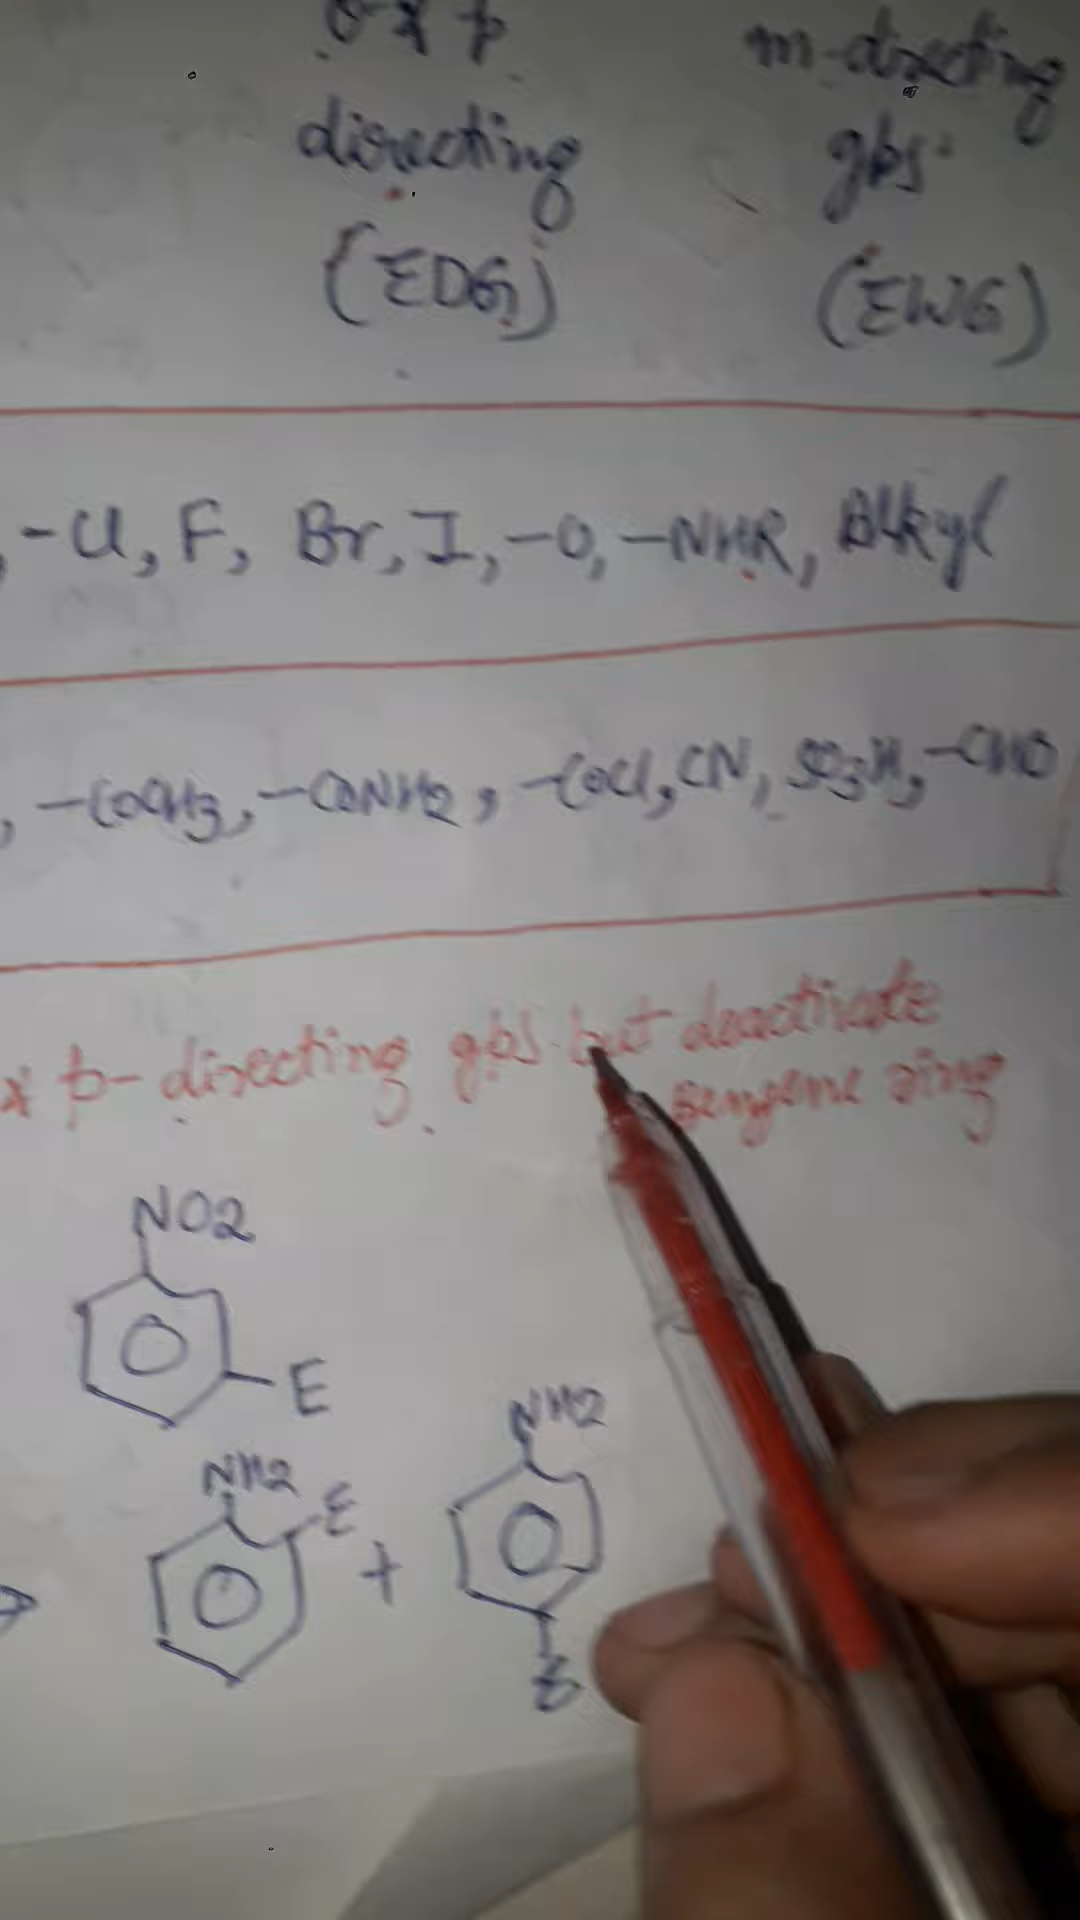 o & p
directing
(EDG)
m-directing
gps.
(EWG)
, -Cl, F, Br, I, -O, -NHR, Alkyl
, -COCH3, -CONH2, -COCl, CN, SO3H, -CHO
& p-directing gps but deactivate
benzene ring
NO2
E
NH2
E
+
NH2
E